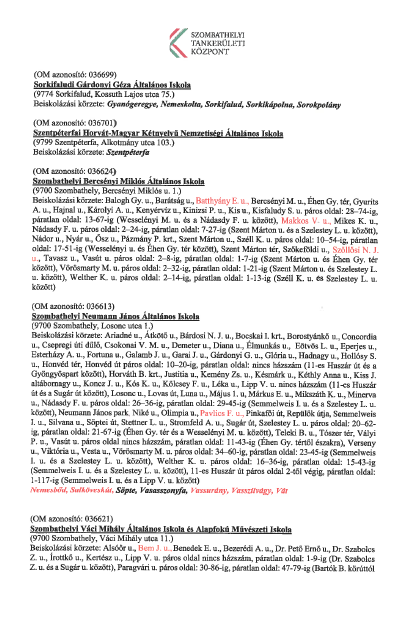 SZOMBATHELYI
TANKERÜLETI
KÖZPONT
(OM azonosító: 036699)
Sorkifaludi Gárdonyi Géza Általános Iskola
(9774 Sorkifalud, Kossuth Lajos utca 75.)
Beiskolázási körzete: Gyanógeregye, Nemeskolta, Sorkifalud, Sorkikápolna, Sorokpolány
(OM azonosító: 036701)
Szentpéterfai Horvát-Magyar Kétnyelvű Nemzetiségi Általános Iskola
(9799 Szentpéterfa, Alkotmány utca 103.)
Beiskolázási körzete: Szentpéterfa
(OM azonosító: 036624)
Szombathelyi Bercsényi Miklós Általános Iskola
(9700 Szombathely, Bercsényi Miklós u. 1.)
Beiskolázási körzete: Balogh Gy. u., Barátság u., Batthyány E. u., Bercsényi M. u., Éhen Gy. tér, Gyurits
A. u., Hajnal u., Károlyi A. u., Kenyérvíz u., Kinizsi P. u., Kis u., Kisfaludy S. u. páros oldal: 28–74-ig,
páratlan oldal: 13-67-ig (Wesselényi M. u. és a Nádasdy F. u. között), Makkos V. u., Mikes K. u.,
Nádasdy F. u. páros oldal: 2–24-ig, páratlan oldal: 7-27-ig (Szent Márton u. és a Szelestey L. u. között),
Nádor u., Nyár u., Ősz u., Pázmány P. krt., Szent Márton u., Széll K. u. páros oldal: 10–54-ig, páratlan
oldal: 17-51-ig (Wesselényi u. és Éhen Gy. tér között), Szent Márton tér, Szőkeföldi u., Szőllősi N. J.
u., Tavasz u., Vasút u. páros oldal: 2–8-ig, páratlan oldal: 1-7-ig (Szent Márton u. és Éhen Gy. tér
között), Vörösmarty M. u. páros oldal: 2–32-ig, páratlan oldal: 1-21-ig (Szent Márton u. és Szelestey L.
u. között), Welther K. u. páros oldal: 2–14-ig, páratlan oldal: 1-13-ig (Széll K. u. és Szelestey L. u.
között)
(OM azonosító: 036613)
Szombathelyi Neumann János Általános Iskola
(9700 Szombathely, Losonc utca 1.)
Beiskolázási körzete: Ariadné u., Átkötő u., Bárdosi N. J. u., Bocskai I. krt., Borostyánkő u., Concordia
u., Csepregi úti dűlő, Csokonai V. M. u., Demeter u., Diana u., Élmunkás u., Eötvös L. u., Eperjes u.,
Esterházy A. u., Fortuna u., Galamb J. u., Garai J. u., Gárdonyi G. u., Glória u., Hadnagy u., Hollósy S.
u., Honvéd tér, Honvéd út páros oldal: 10–20-ig, páratlan oldal: nincs házszám (11-es Huszár út és a
Gyöngyöspart között), Horváth B. krt., Justitia u., Kemény Zs. u., Késmárk u., Kéthly Anna u., Kiss J.
altábornagy u., Koncz J. u., Kós K. u., Kölcsey F. u., Léka u., Lipp V. u. nincs házszám (11-es Huszár
út és a Sugár út között), Losonc u., Lovas út, Luna u., Május 1. u., Márkus E. u., Mikszáth K. u., Minerva
u., Nádasdy F. u. páros oldal: 26–36-ig, páratlan oldal: 29-45-ig (Semmelweis I. u. és a Szelestey L. u.
között), Neumann János park, Niké u., Olimpia u., Pavlics F. u., Pinkafői út, Repülők útja, Semmelweis
I. u., Silvana u., Söptei út, Stettner L. u., Stromfeld A. u., Sugár út, Szelestey L. u. páros oldal: 20–62-
ig, páratlan oldal: 21-67-ig (Éhen Gy. tér és a Wesselényi M. u. között), Teleki B. u., Tószer tér, Vályi
P. u., Vasút u. páros oldal nincs házszám, páratlan oldal: 11-43-ig (Éhen Gy. tértől északra), Verseny
u., Viktória u., Vesta u., Vörösmarty M. u. páros oldal: 34–60-ig, páratlan oldal: 23-45-ig (Semmelweis
I. u. és a Szelestey L. u. között), Welther K. u. páros oldal: 16–36-ig, páratlan oldal: 15-43-ig
(Semmelweis I. u. és a Szelestey L. u. között), 11-es Huszár út páros oldal 2-től végig, páratlan oldal:
1-117-ig (Semmelweis I. u. és a Lipp V. u. között)
Nemesbőd, Salköveskút, Söpte, Vasasszonyfa, Vassurány, Vasszilvágy, Vát
(OM azonosító: 036621)
Szombathelyi Váci Mihály Általános Iskola és Alapfokú Művészeti Iskola
(9700 Szombathely, Váci Mihály utca 11.)
Beiskolázási körzete: Alsóőr u., Bem J. u., Benedek E. u., Bezerédi A. u., Dr. Pető Ernő u., Dr. Szabolcs
Z. u., Írottkő u., Kertész u., Lipp V. u. páros oldal nincs házszám, páratlan oldal: 1-9-ig (Dr. Szabolcs
Z. u. és a Sugár u. között), Paragvári u. páros oldal: 30-86-ig, páratlan oldal: 47-79-ig (Bartók B. körúttól